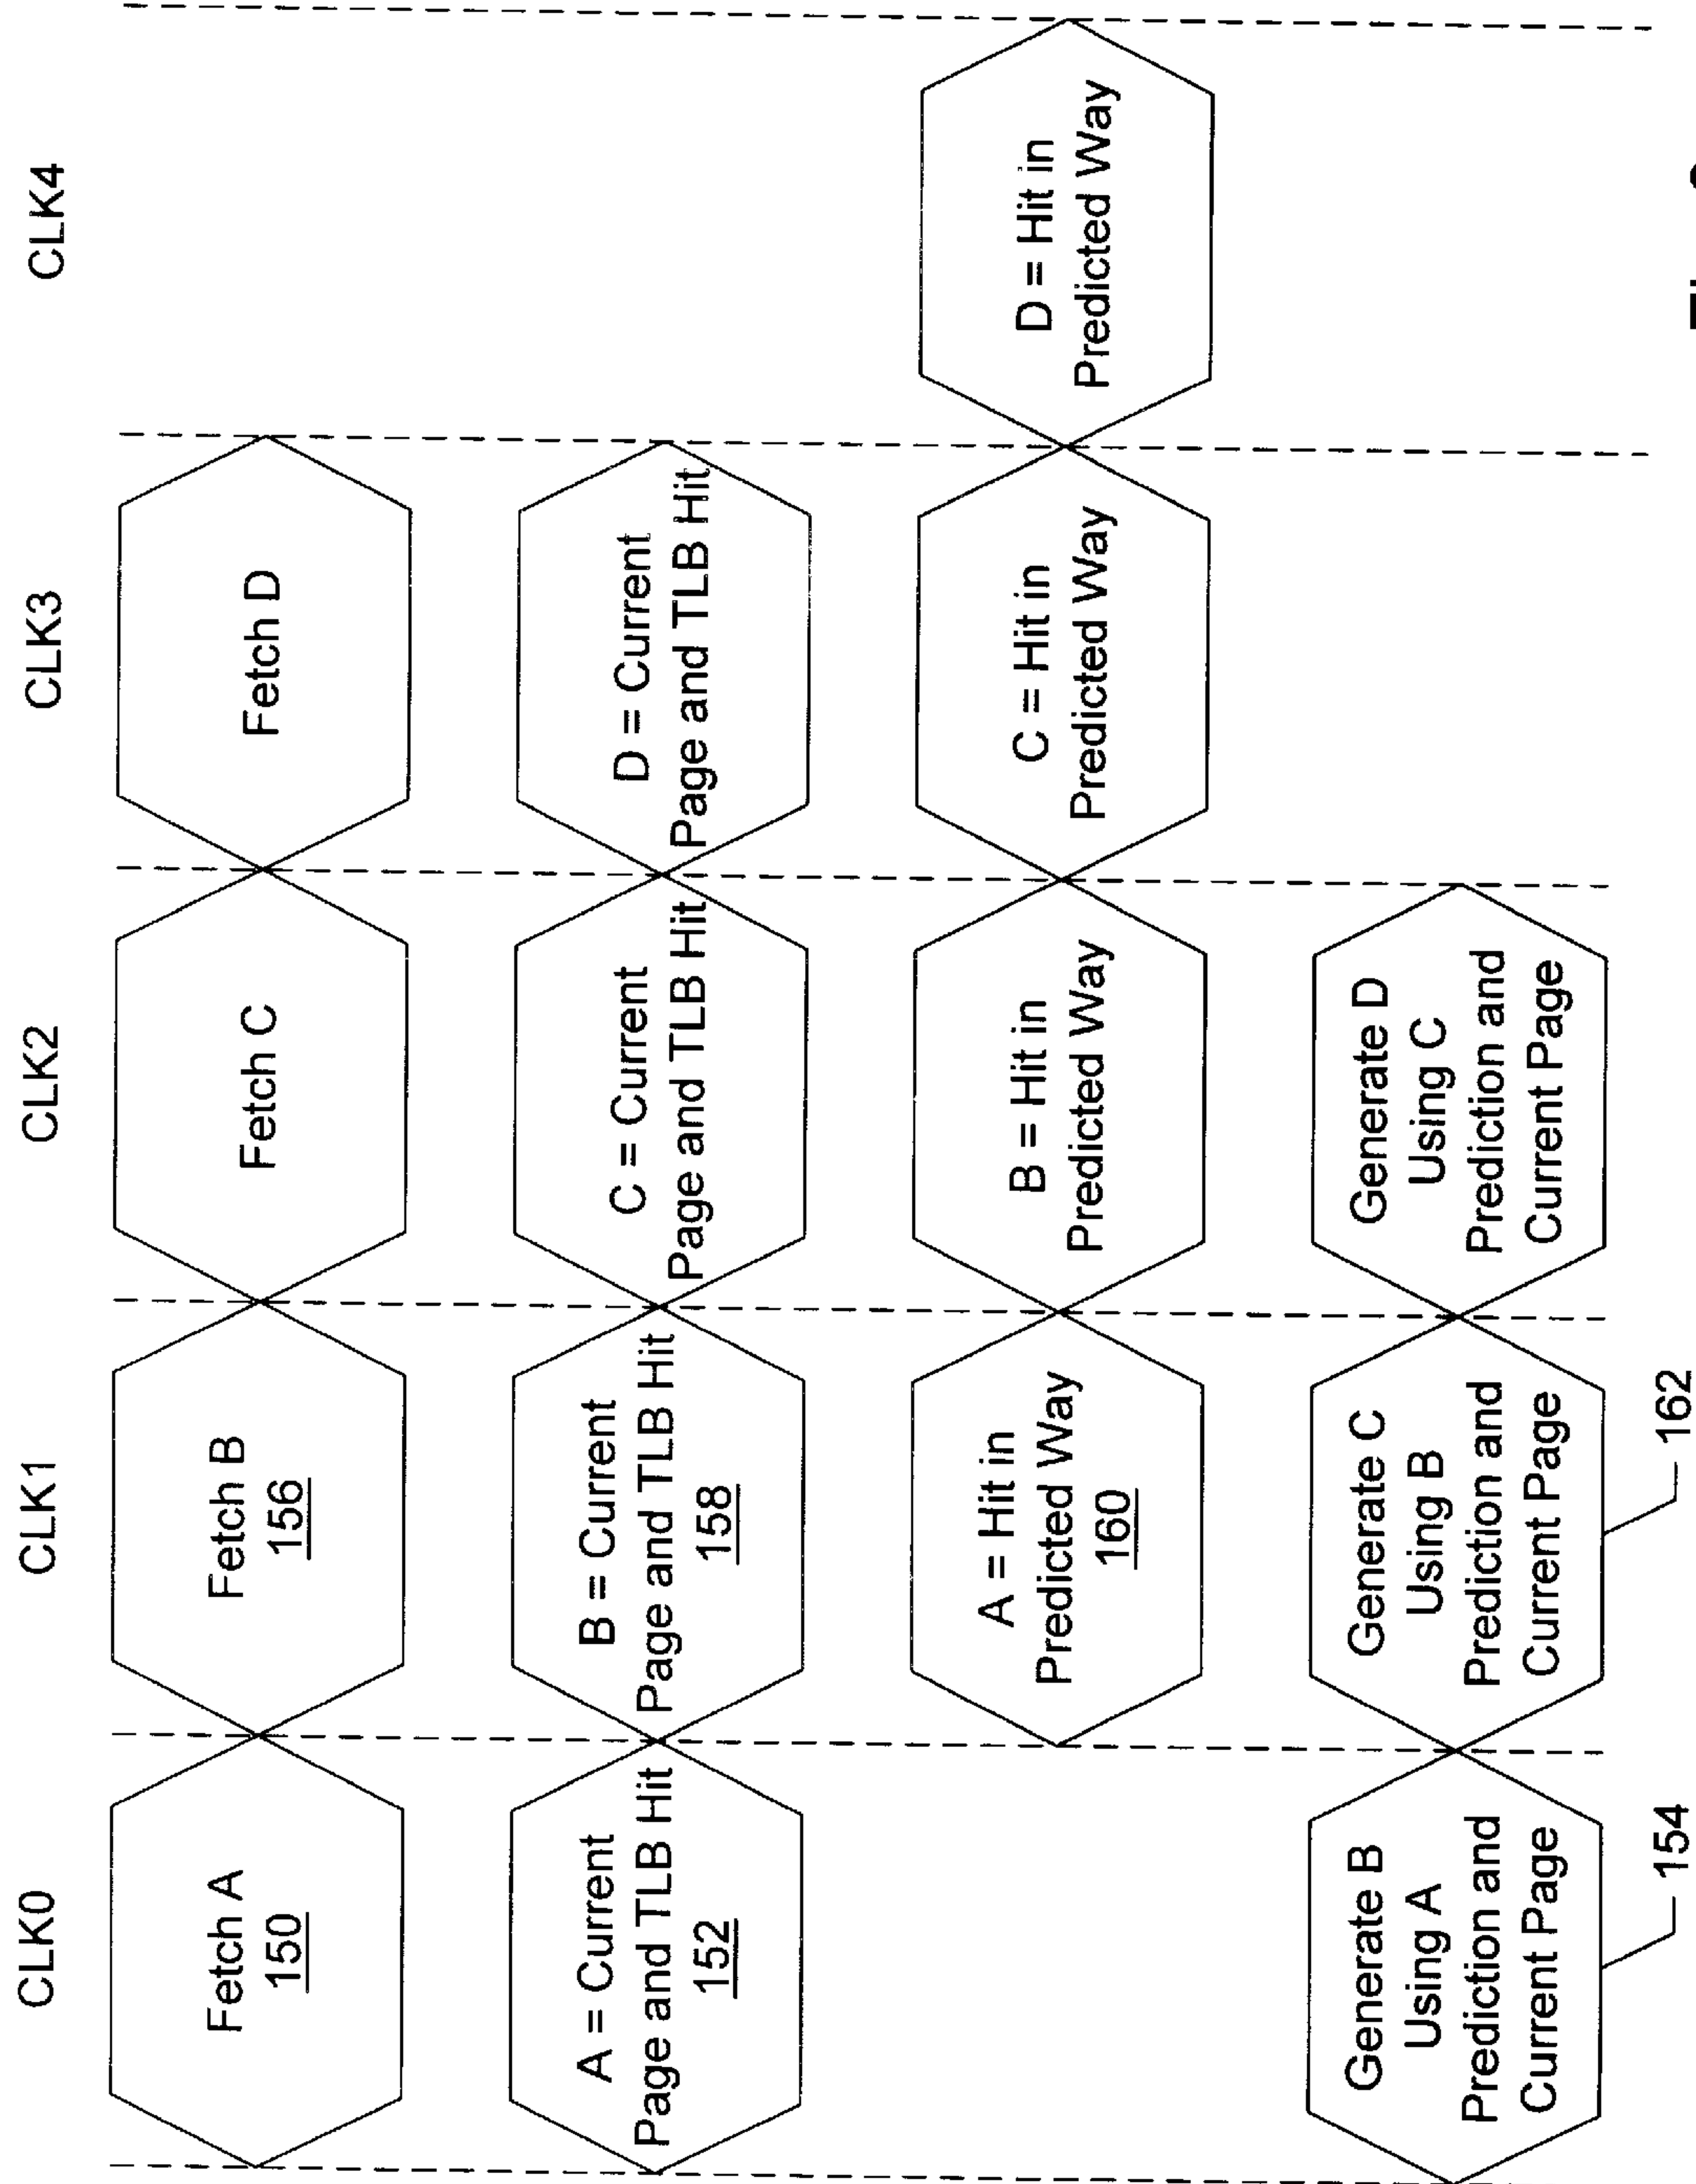 CLK0
CLK1
CLK2
CLK3
CLK4
Fetch A
150
Fetch B
156
Fetch C
Fetch D
A = Current
Page and TLB Hit
152
B = Current
Page and TLB Hit
158
C = Current
Page and TLB Hit
D = Current
Page and TLB Hit
A = Hit in
Predicted Way
160
B = Hit in
Predicted Way
C = Hit in
Predicted Way
D = Hit in
Predicted Way
Generate B
Using A
Prediction and
Current Page
154
Generate C
Using B
Prediction and
Current Page
162
Generate D
Using C
Prediction and
Current Page